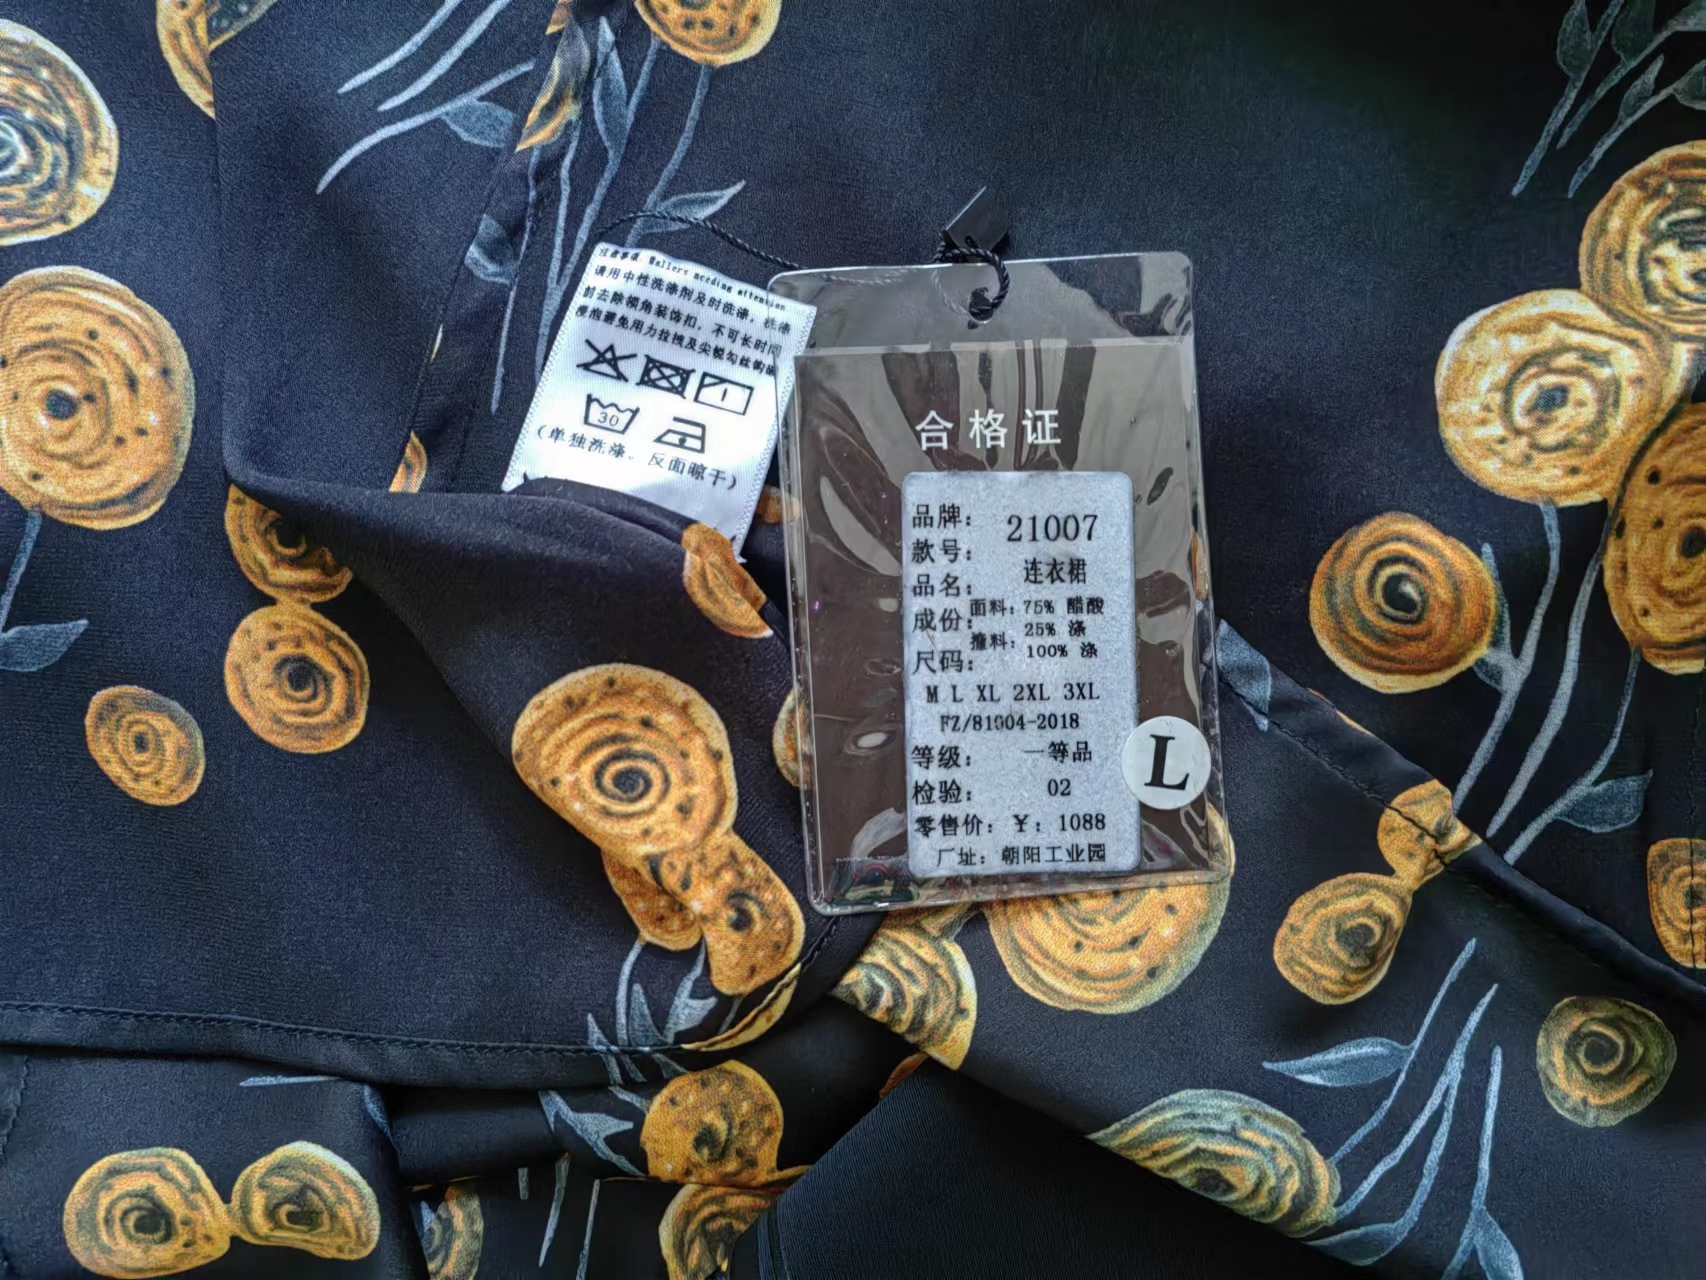 注意事项 Mallers needing attention
请用中性洗涤剂及时洗涤，洗涤
前去除棱角装饰扣，不可长时间
浸泡避免用力拉拽及尖锐勾丝
30
（单独洗涤。反面晾干）
合格证
品牌：
21007
款号：
品名：连衣裙
成份：面料：75% 醋酸
25% 涤
撞料：100% 涤
尺码：
M L XL 2XL 3XL
FZ/81004-2018
等级：一等品
检验：02
零售价：￥：1088
厂址：朝阳工业园
L